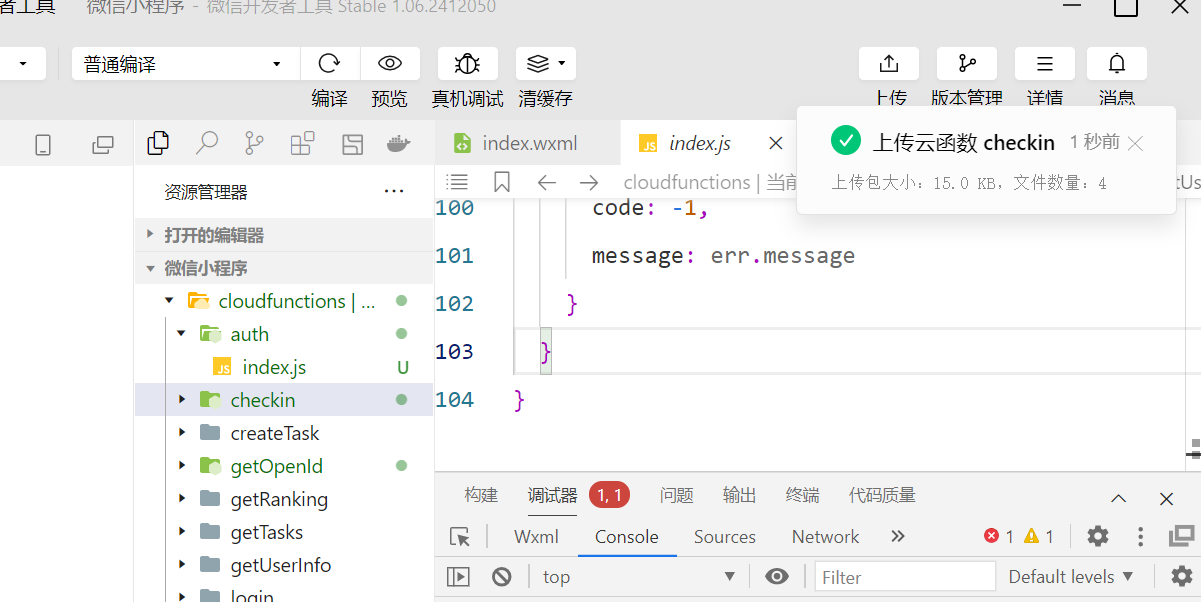 者工具 微信小程序 - 微信开发者工具 Stable 1.06.2412050
普通编译
编译 预览 真机调试 清缓存 上传 版本管理 详情 消息
上传云函数 checkin 1 秒前
上传包大小: 15.0 KB, 文件数量: 4
index.wxml index.js
资源管理器
cloudfunctions | 当前
打开的编辑器
微信小程序
cloudfunctions | ...
auth
index.js U
checkin
createTask
getOpenId
getRanking
getTasks
getUserInfo
login
100 code: -1,
101 message: err.message
102 }
103 }
104 }
构建 调试器 1, 1 问题 输出 终端 代码质量
Wxml Console Sources Network 1 1
top Filter Default levels